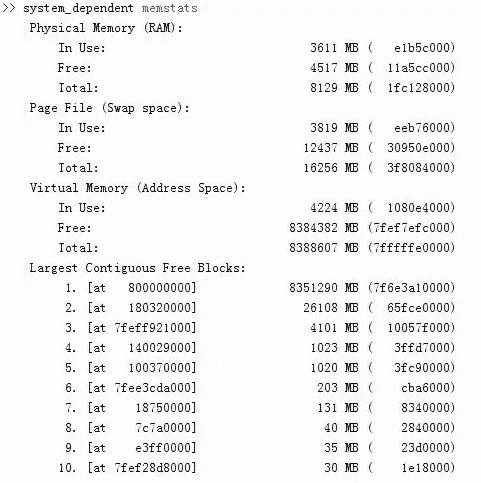 >> system_dependent memstats
Physical Memory (RAM):
In Use: 3611 MB ( e1b5c000)
Free: 4517 MB ( 11a5cc000)
Total: 8129 MB ( 1fc128000)
Page File (Swap space):
In Use: 3819 MB ( eeb76000)
Free: 12437 MB ( 30950e000)
Total: 16256 MB ( 3f8084000)
Virtual Memory (Address Space):
In Use: 4224 MB ( 1080e4000)
Free: 8384382 MB (7fef7efc000)
Total: 8388607 MB (7fffffe0000)
Largest Contiguous Free Blocks:
1. [at 800000000] 8351290 MB (7f6e3a10000)
2. [at 180320000] 26108 MB ( 65fce0000)
3. [at 7feff921000] 4101 MB ( 10057f000)
4. [at 140029000] 1023 MB ( 3ffd7000)
5. [at 100370000] 1020 MB ( 3fc90000)
6. [at 7fee3cda000] 203 MB ( cba6000)
7. [at 18750000] 131 MB ( 8340000)
8. [at 7c7a0000] 40 MB ( 2840000)
9. [at e3ff0000] 35 MB ( 23d0000)
10. [at 7fef28d8000] 30 MB ( 1e18000)